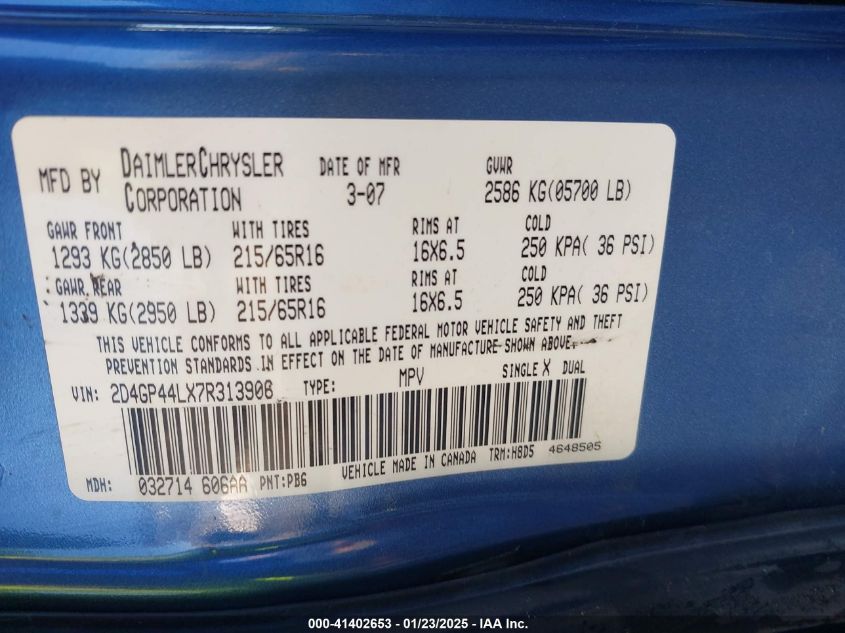 MFD BY DAIMLERCHRYSLER CORPORATION DATE OF MFR 3-07 GVWR 2586 KG(05700 LB)
GAWR FRONT WITH TIRES RIMS AT COLD
1293 KG(2850 LB) 215/65R16 16X6.5 250 KPA( 36 PSI)
GAWR REAR WITH TIRES RIMS AT COLD
1339 KG(2950 LB) 215/65R16 16X6.5 250 KPA( 36 PSI)
THIS VEHICLE CONFORMS TO ALL APPLICABLE FEDERAL MOTOR VEHICLE SAFETY AND THEFT
PREVENTION STANDARDS IN EFFECT ON THE DATE OF MANUFACTURE SHOWN ABOVE.
VIN: 2D4GP44LX7R313906 TYPE: MPV SINGLE X DUAL
MDH: 032714 606AA PNT:PB6 VEHICLE MADE IN CANADA TRM:H8D5 4648505
000-41402653 - 01/23/2025 - IAA Inc.